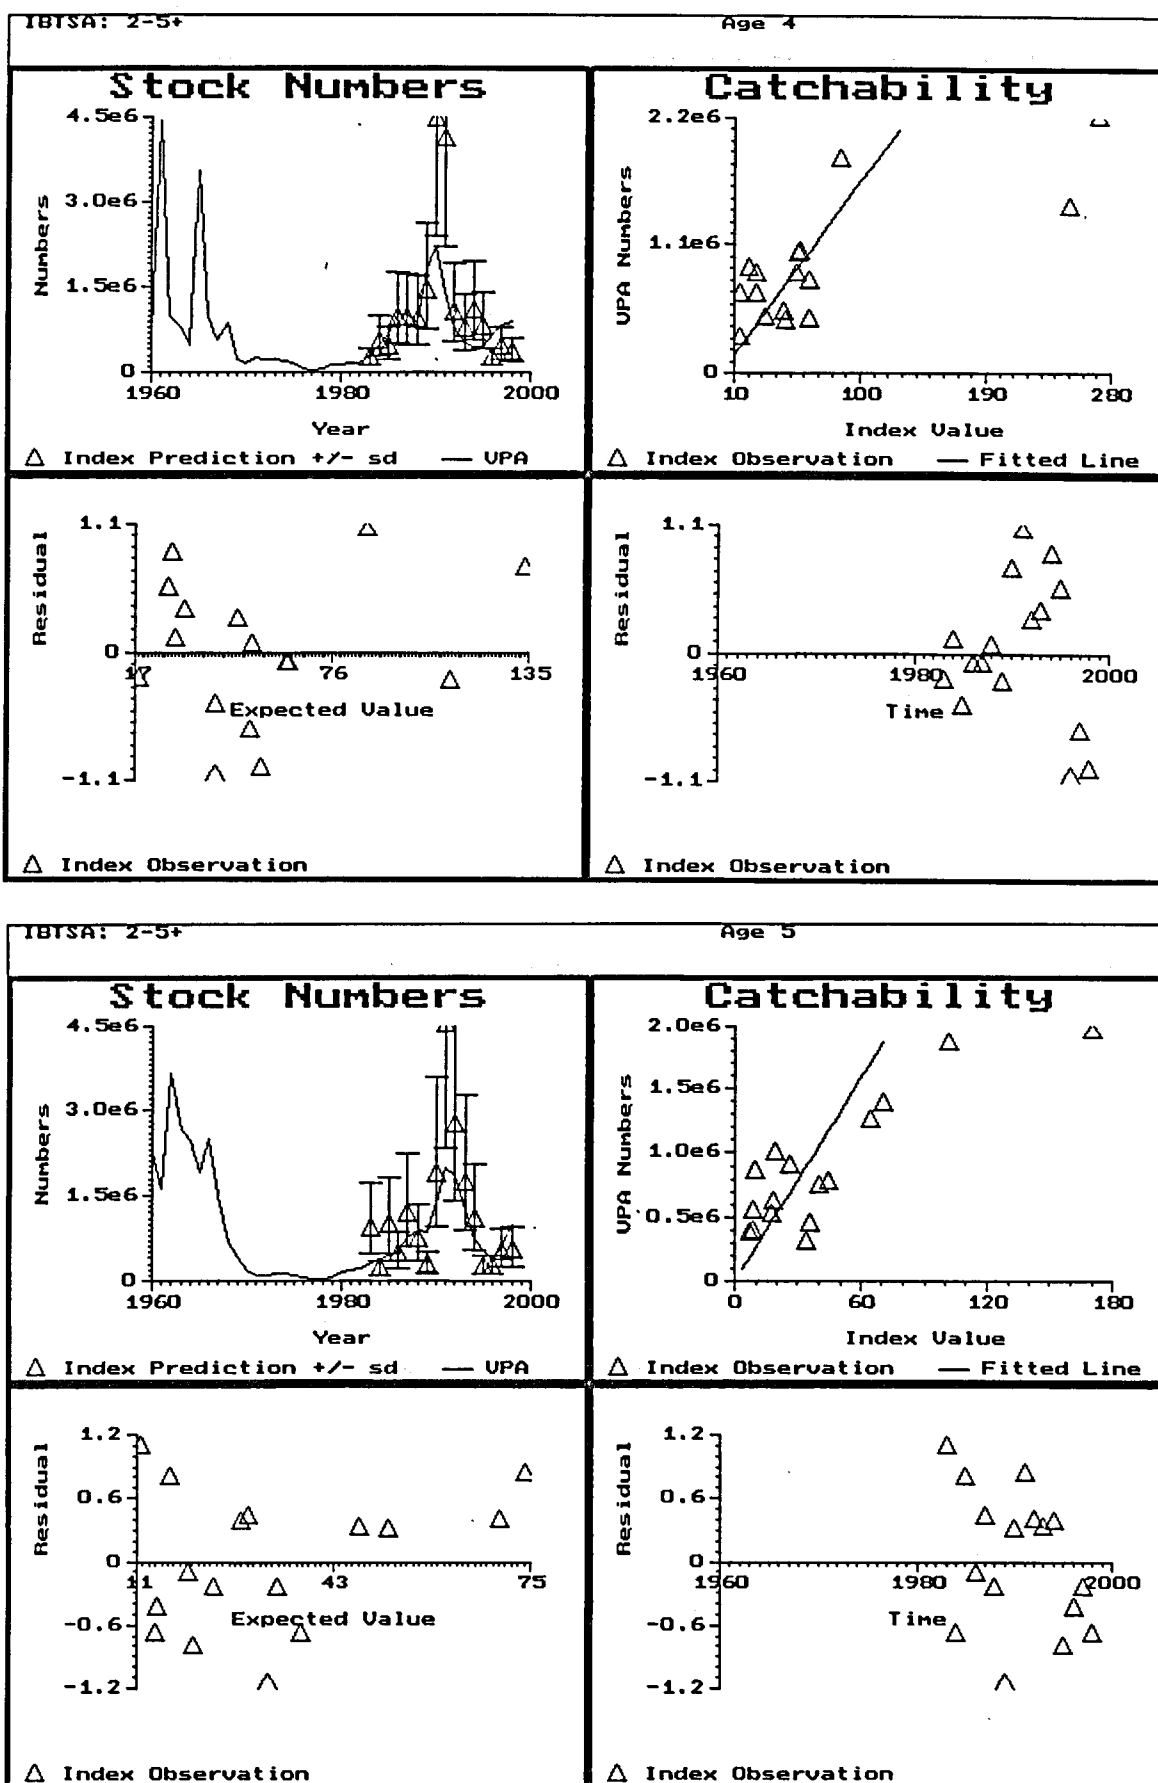 IBTSA: 2-5+ Age 4
Stock Numbers
4.5e6
3.0e6
1.5e6
0
Numbers
1960 1980 2000
Year
△ Index Prediction +/- sd — VPA
Catchability
2.2e6
1.1e6
0
VPA Numbers
10 100 190 280
Index Value
△ Index Observation — Fitted Line
1.1
0
-1.1
Residual
17 76 135
Expected Value
△ Index Observation
1.1
0
-1.1
Residual
1960 1980 2000
Time
△ Index Observation
IBTSA: 2-5+ Age 5
Stock Numbers
4.5e6
3.0e6
1.5e6
0
Numbers
1960 1980 2000
Year
△ Index Prediction +/- sd — VPA
Catchability
2.0e6
1.5e6
1.0e6
0.5e6
0
VPA Numbers
0 60 120 180
Index Value
△ Index Observation — Fitted Line
1.2
0.6
0
-0.6
-1.2
Residual
11 43 75
Expected Value
△ Index Observation
1.2
0.6
0
-0.6
-1.2
Residual
1960 1980 2000
Time
△ Index Observation